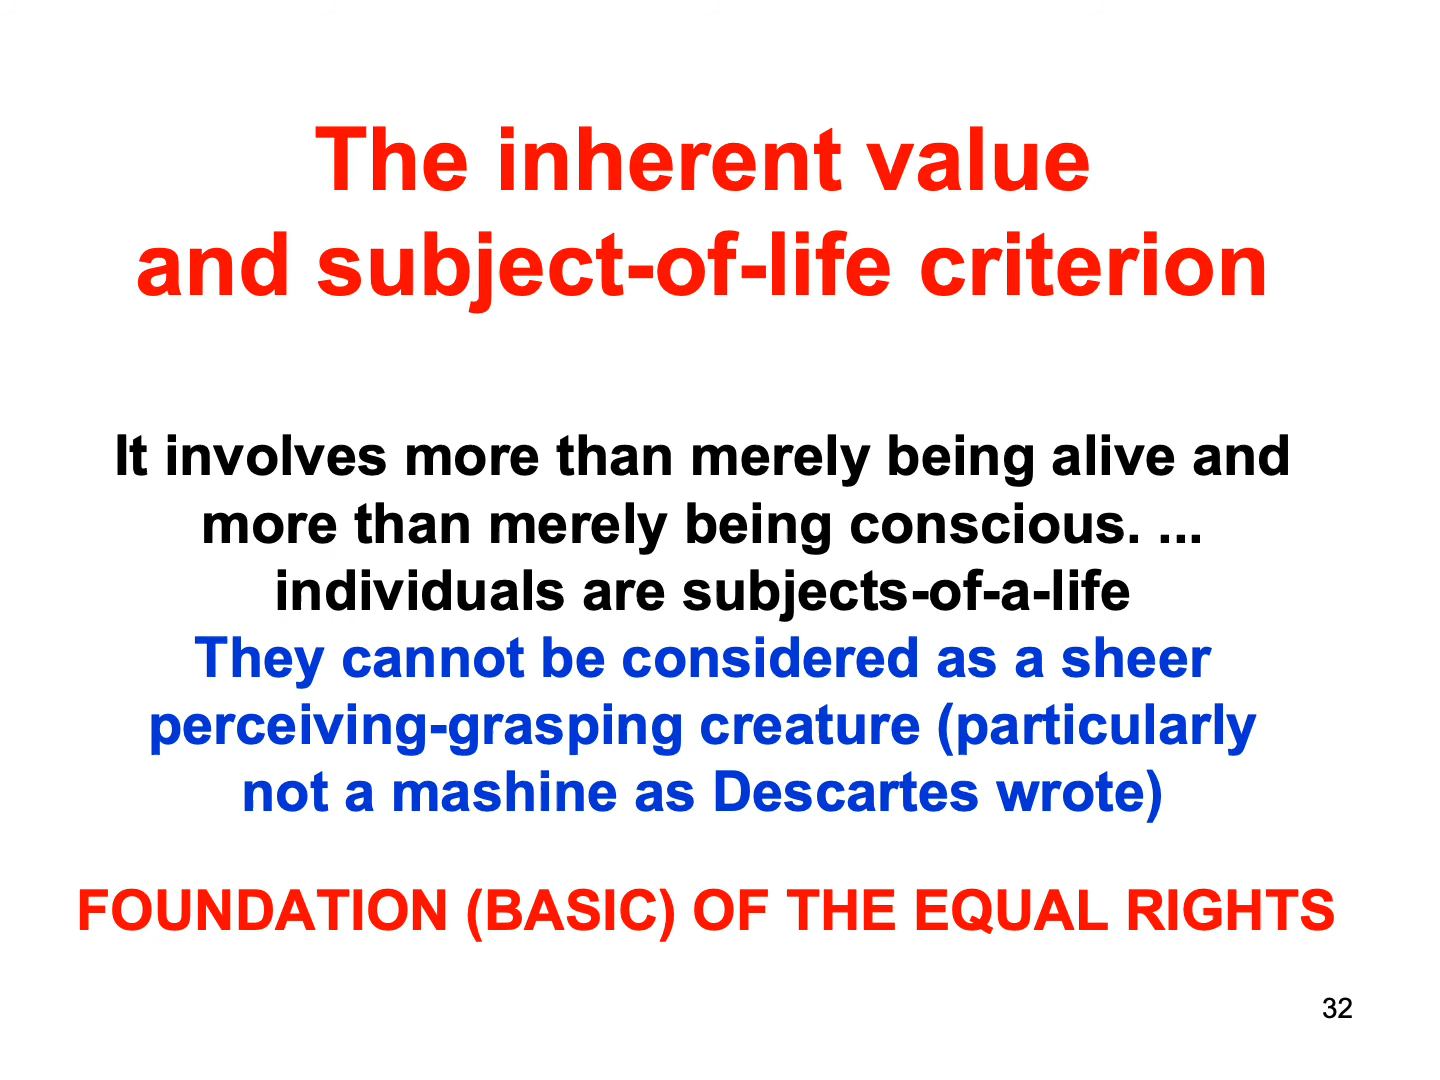 The inherent value
and subject-of-life criterion
It involves more than merely being alive and
more than merely being conscious. ...
individuals are subjects-of-a-life
They cannot be considered as a sheer
perceiving-grasping creature (particularly
not a mashine as Descartes wrote)
FOUNDATION (BASIC) OF THE EQUAL RIGHTS
32